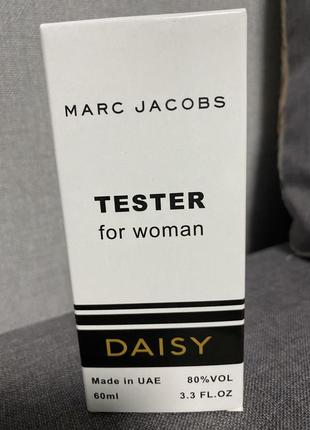 MARC JACOBS
TESTER
for woman
DAISY
Made in UAE 80%VOL
60ml 3.3 FL.OZ